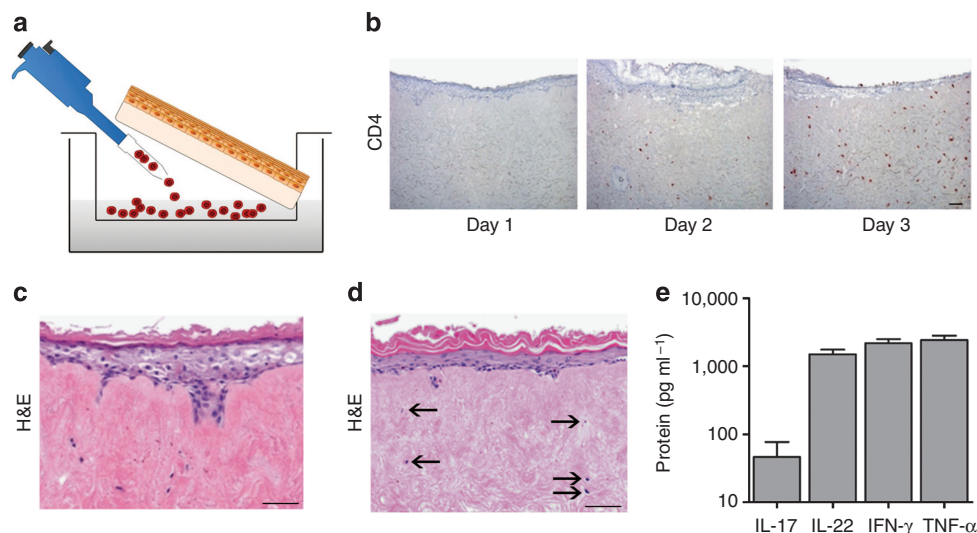 a
b
CD4
Day 1
Day 2
Day 3
c
H&E
d
H&E
e
Protein (pg ml−1)
10,000
1,000
100
10
IL-17
IL-22
IFN-γ
TNF-α